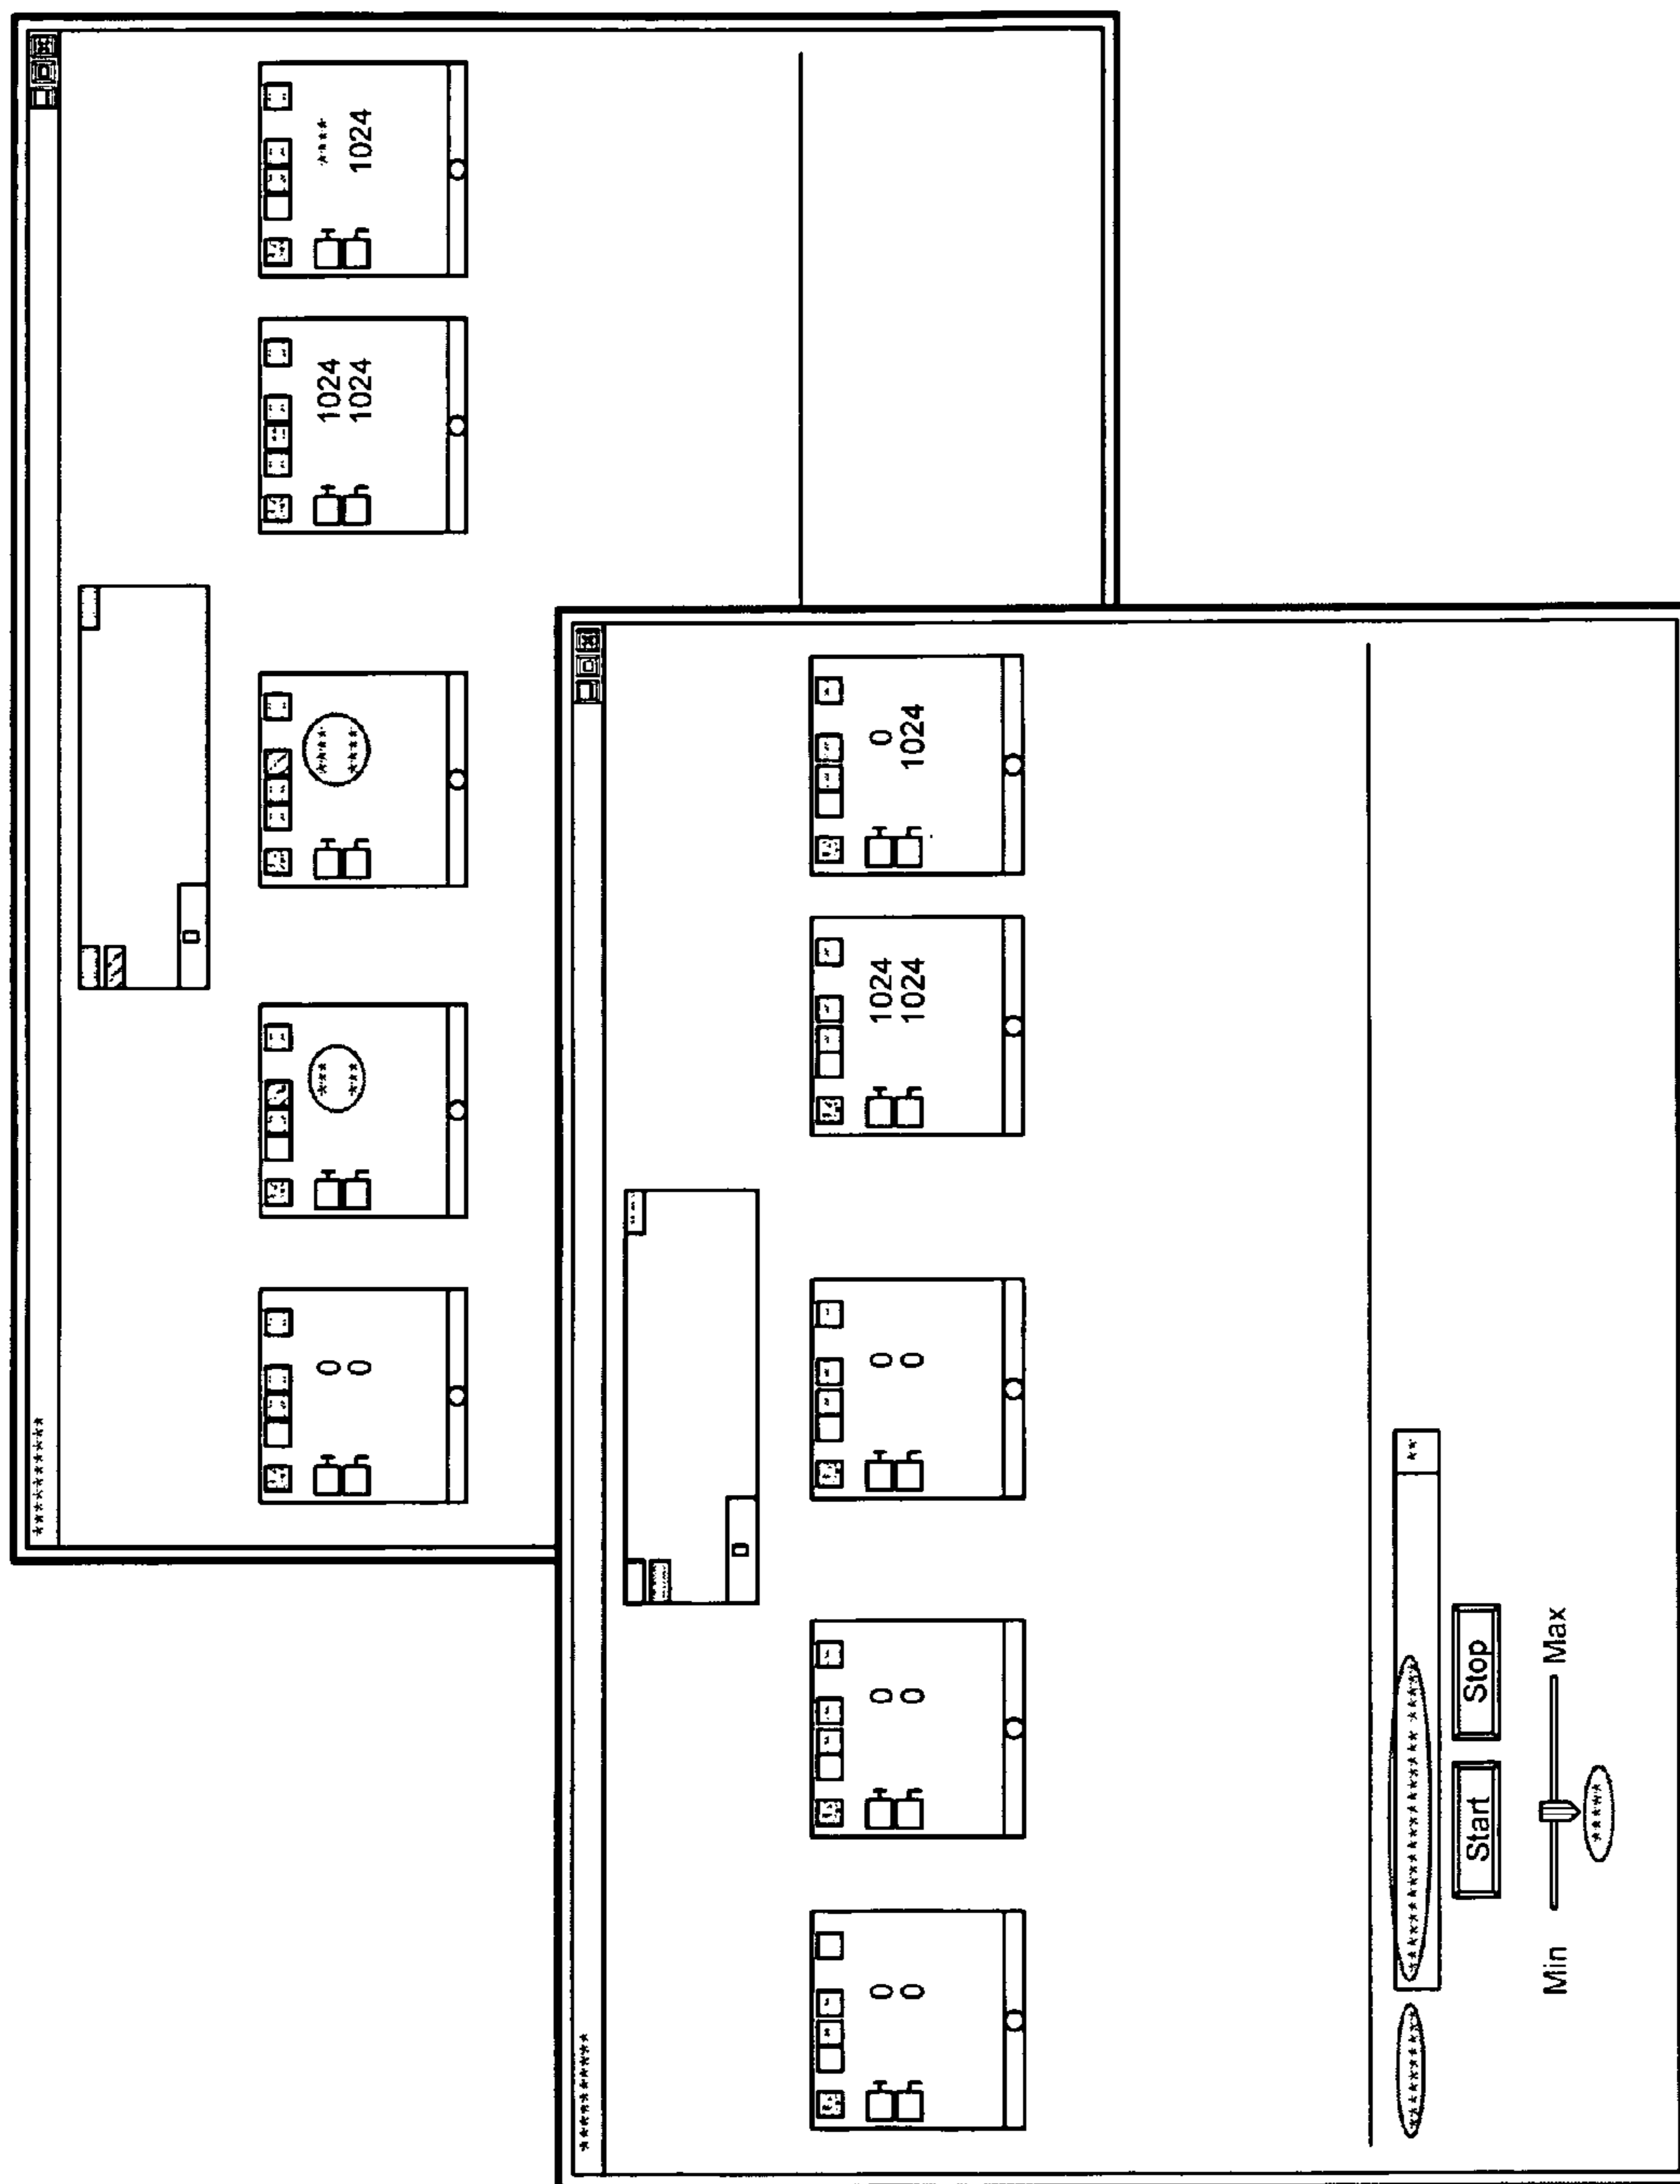 ***********
0 *** **** 1024 ****
0 *** **** 1024 1024
***********
0 0 0 1024 0
0 0 0 1024 1024
**
Start Stop
Min Max
*****